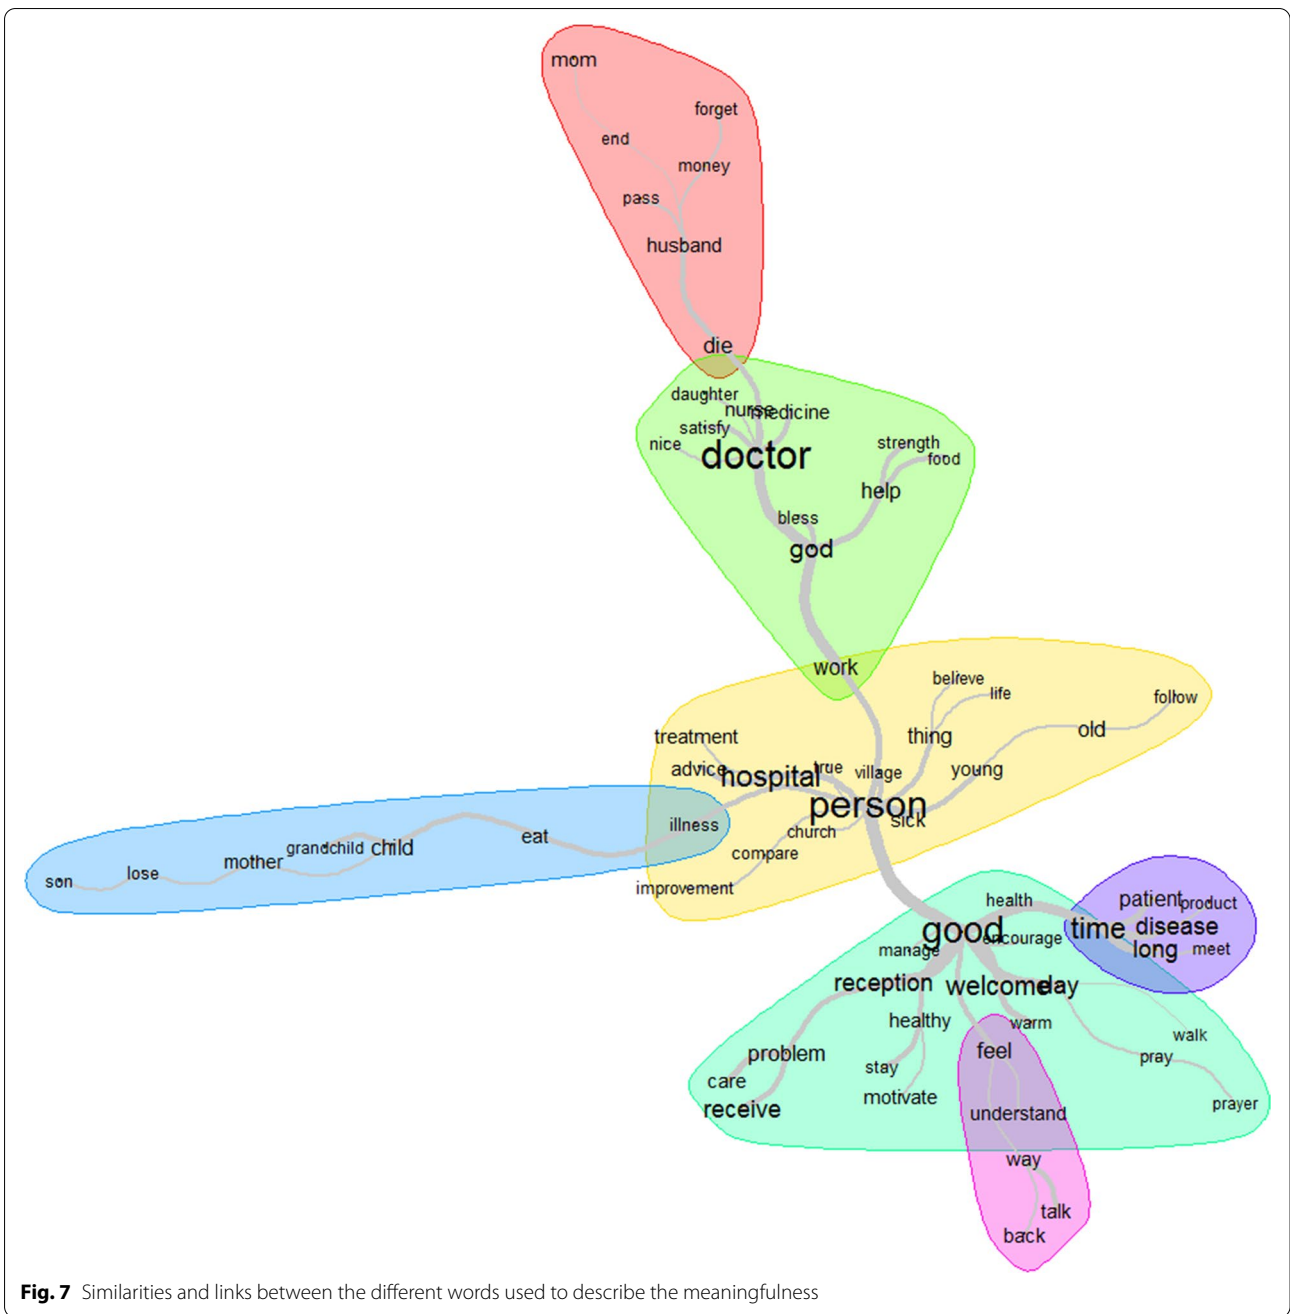 mom
forget
end
money
pass
husband
die
daughter
nurse
medicine
satisfy
nice
doctor
strength
food
help
bless
god
work
believe
life
follow
treatment
thing
old
advice
hospital
true
village
young
person
sick
church
compare
improvement
illness
eat
child
grandchild
mother
lose
son
health
patient
product
good
time
disease
encourage
manage
long
meet
reception
welcome
day
healthy
warm
walk
problem
feel
pray
stay
care
motivate
receive
understand
prayer
way
talk
back
Fig. 7 Similarities and links between the different words used to describe the meaningfulness